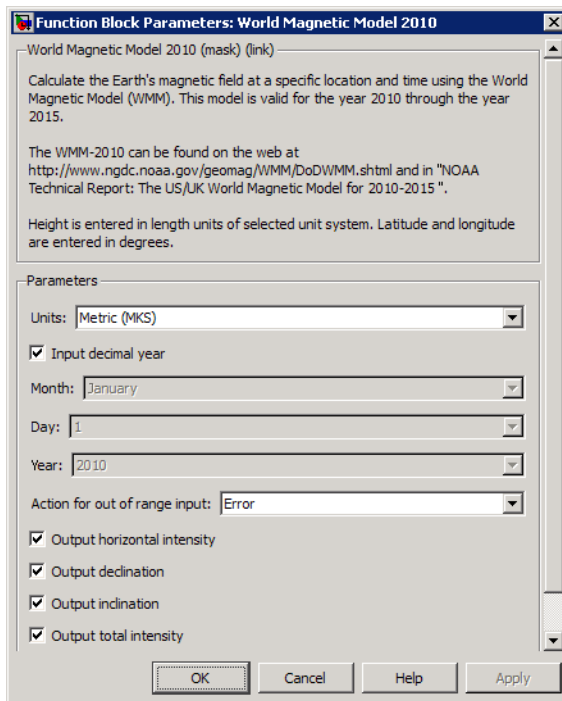 Function Block Parameters: World Magnetic Model 2010
World Magnetic Model 2010 (mask) (link)
Calculate the Earth's magnetic field at a specific location and time using the World
Magnetic Model (WMM). This model is valid for the year 2010 through the year
2015.
The WMM-2010 can be found on the web at
http://www.ngdc.noaa.gov/geomag/WMM/DoDWMM.shtml and in "NOAA
Technical Report: The US/UK World Magnetic Model for 2010-2015 ".
Height is entered in length units of selected unit system. Latitude and longitude
are entered in degrees.
Parameters
Units: Metric (MKS)
Input decimal year
Month: January
Day: 1
Year: 2010
Action for out of range input: Error
Output horizontal intensity
Output declination
Output inclination
Output total intensity
OK Cancel Help Apply